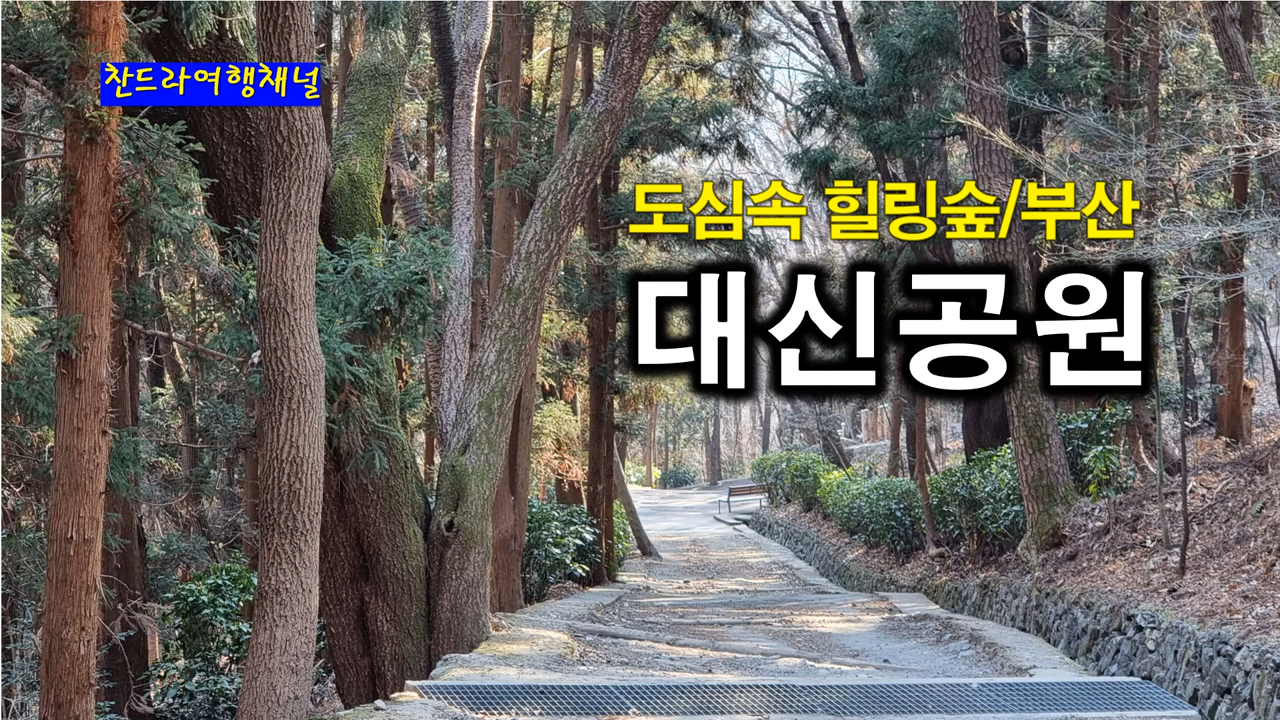 찬드라여행채널
도심속 힐링숲/부산
대신공원